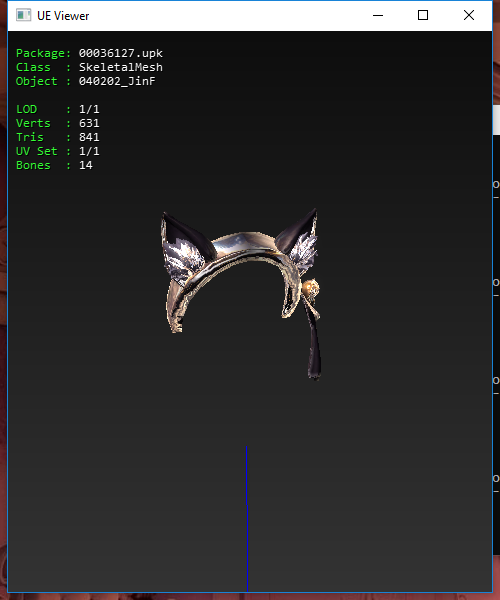 UE Viewer
Package: 00036127.upk
Class : SkeletalMesh
Object : 040202_JinF
LOD : 1/1
Verts : 631
Tris : 841
UV Set : 1/1
Bones : 14